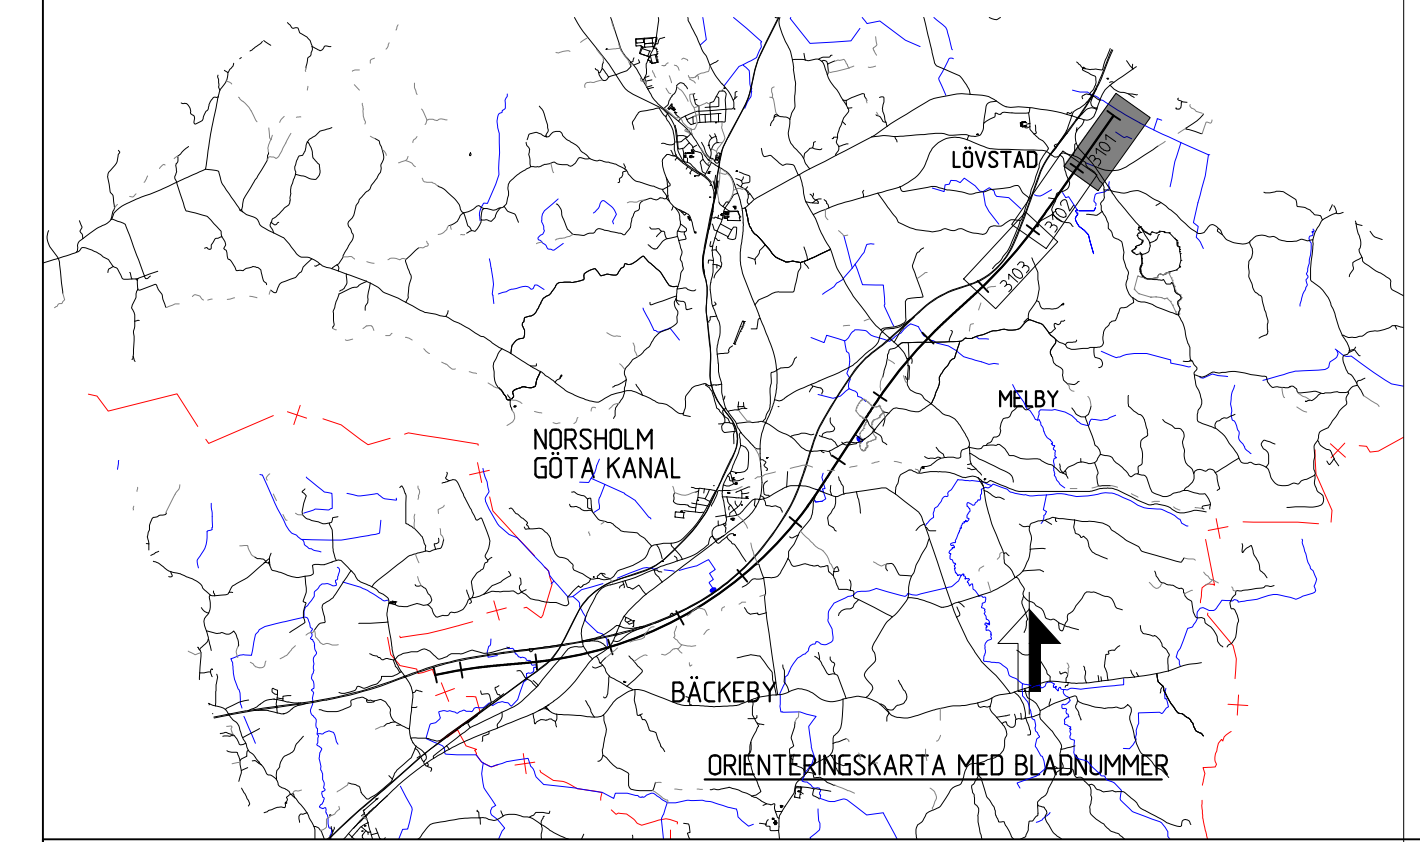 LÖVSTAD
3101
3102
3103
MELBY
NORSHOLM
GÖTA KANAL
BÄCKEBY
ORIENTERINGSKARTA MED BLADNUMMER